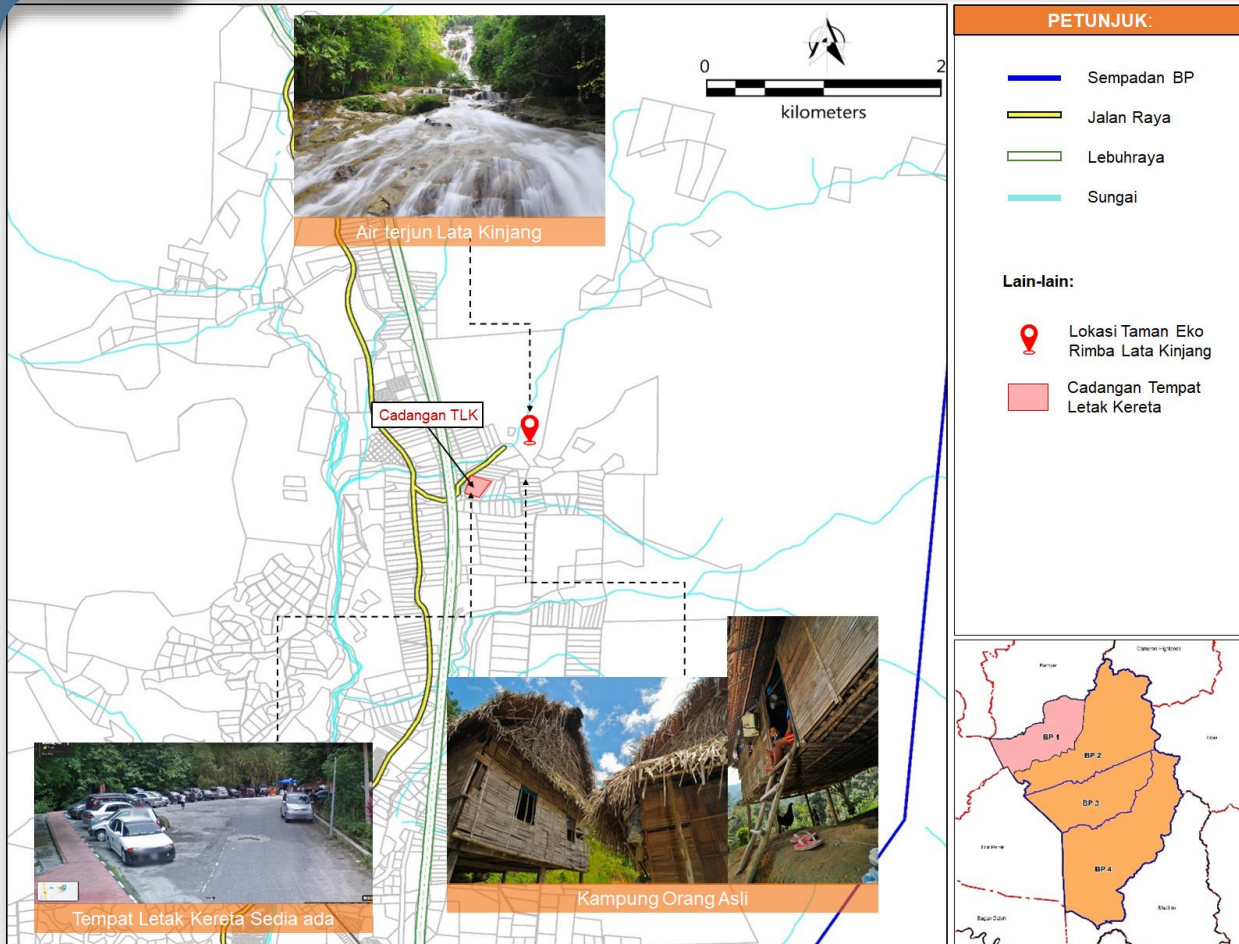 Air terjun Lata Kinjang
0
2
kilometers
Cadangan TLK
Tempat Letak Kereta Sedia ada
Kampung Orang Asli
PETUNJUK:
Sempadan BP
Jalan Raya
Lebuhraya
Sungai
Lain-lain:
Lokasi Taman Eko
Rimba Lata Kinjang
Cadangan Tempat
Letak Kereta
Cameron Highlands
Kampar
BP 1
BP 2
BP 3
BP 4
Muallim
Bagan Datuk